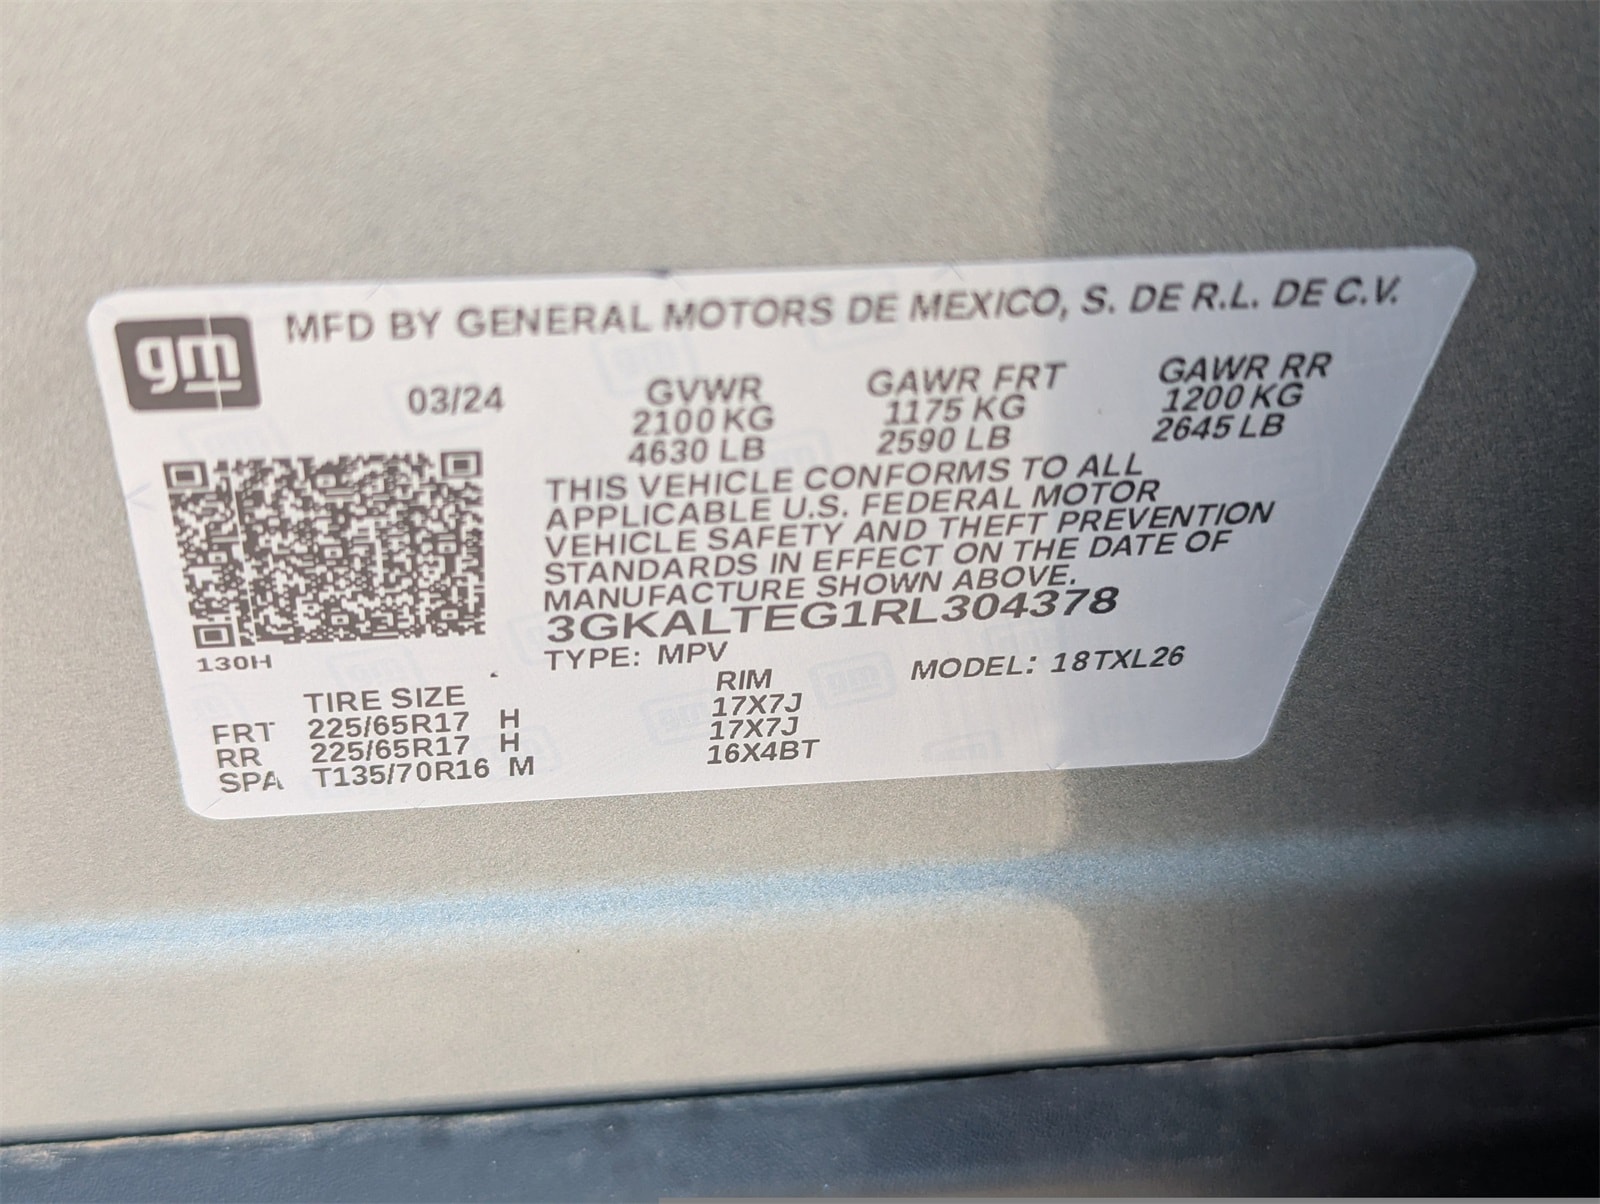 gm
MFD BY GENERAL MOTORS DE MEXICO, S. DE R.L. DE C.V.
03/24
GVWR GAWR FRT GAWR RR
2100 KG 1175 KG 1200 KG
4630 LB 2590 LB 2645 LB
THIS VEHICLE CONFORMS TO ALL
APPLICABLE U.S. FEDERAL MOTOR
VEHICLE SAFETY AND THEFT PREVENTION
STANDARDS IN EFFECT ON THE DATE OF
MANUFACTURE SHOWN ABOVE.
3GKALTEG1RL304378
130H
TYPE: MPV MODEL: 18TXL26
TIRE SIZE RIM
FRT 225/65R17 H 17X7J
RR 225/65R17 H 17X7J
SPA T135/70R16 M 16X4BT